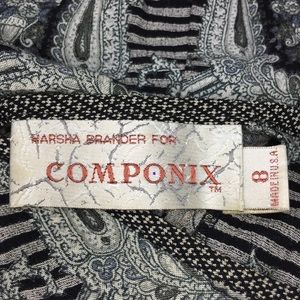 MARSHA BRANDER FOR
COMPONIX
TM
8
MADE IN U.S.A.